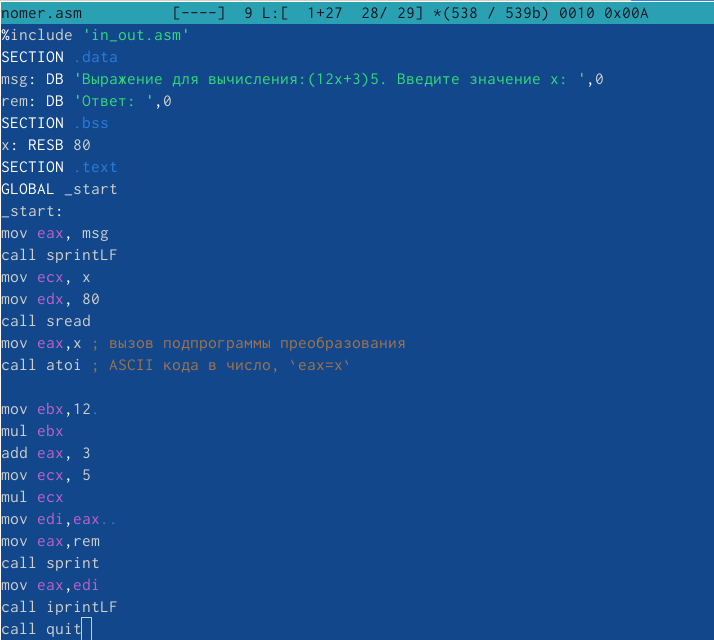 nomer.asm [----] 9 L:[ 1+27 28/ 29] *(538 / 539b) 0010 0x00A
%include 'in_out.asm'
SECTION .data
msg: DB 'Выражение для вычисления:(12x+3)5. Введите значение x: ',0
rem: DB 'Ответ: ',0
SECTION .bss
x: RESB 80
SECTION .text
GLOBAL _start
_start:
mov eax, msg
call sprintLF
mov ecx, x
mov edx, 80
call sread
mov eax,x ; вызов подпрограммы преобразования
call atoi ; ASCII кода в число, `eax=x`
mov ebx,12.
mul ebx
add eax, 3
mov ecx, 5
mul ecx
mov edi,eax..
mov eax,rem
call sprint
mov eax,edi
call iprintLF
call quit